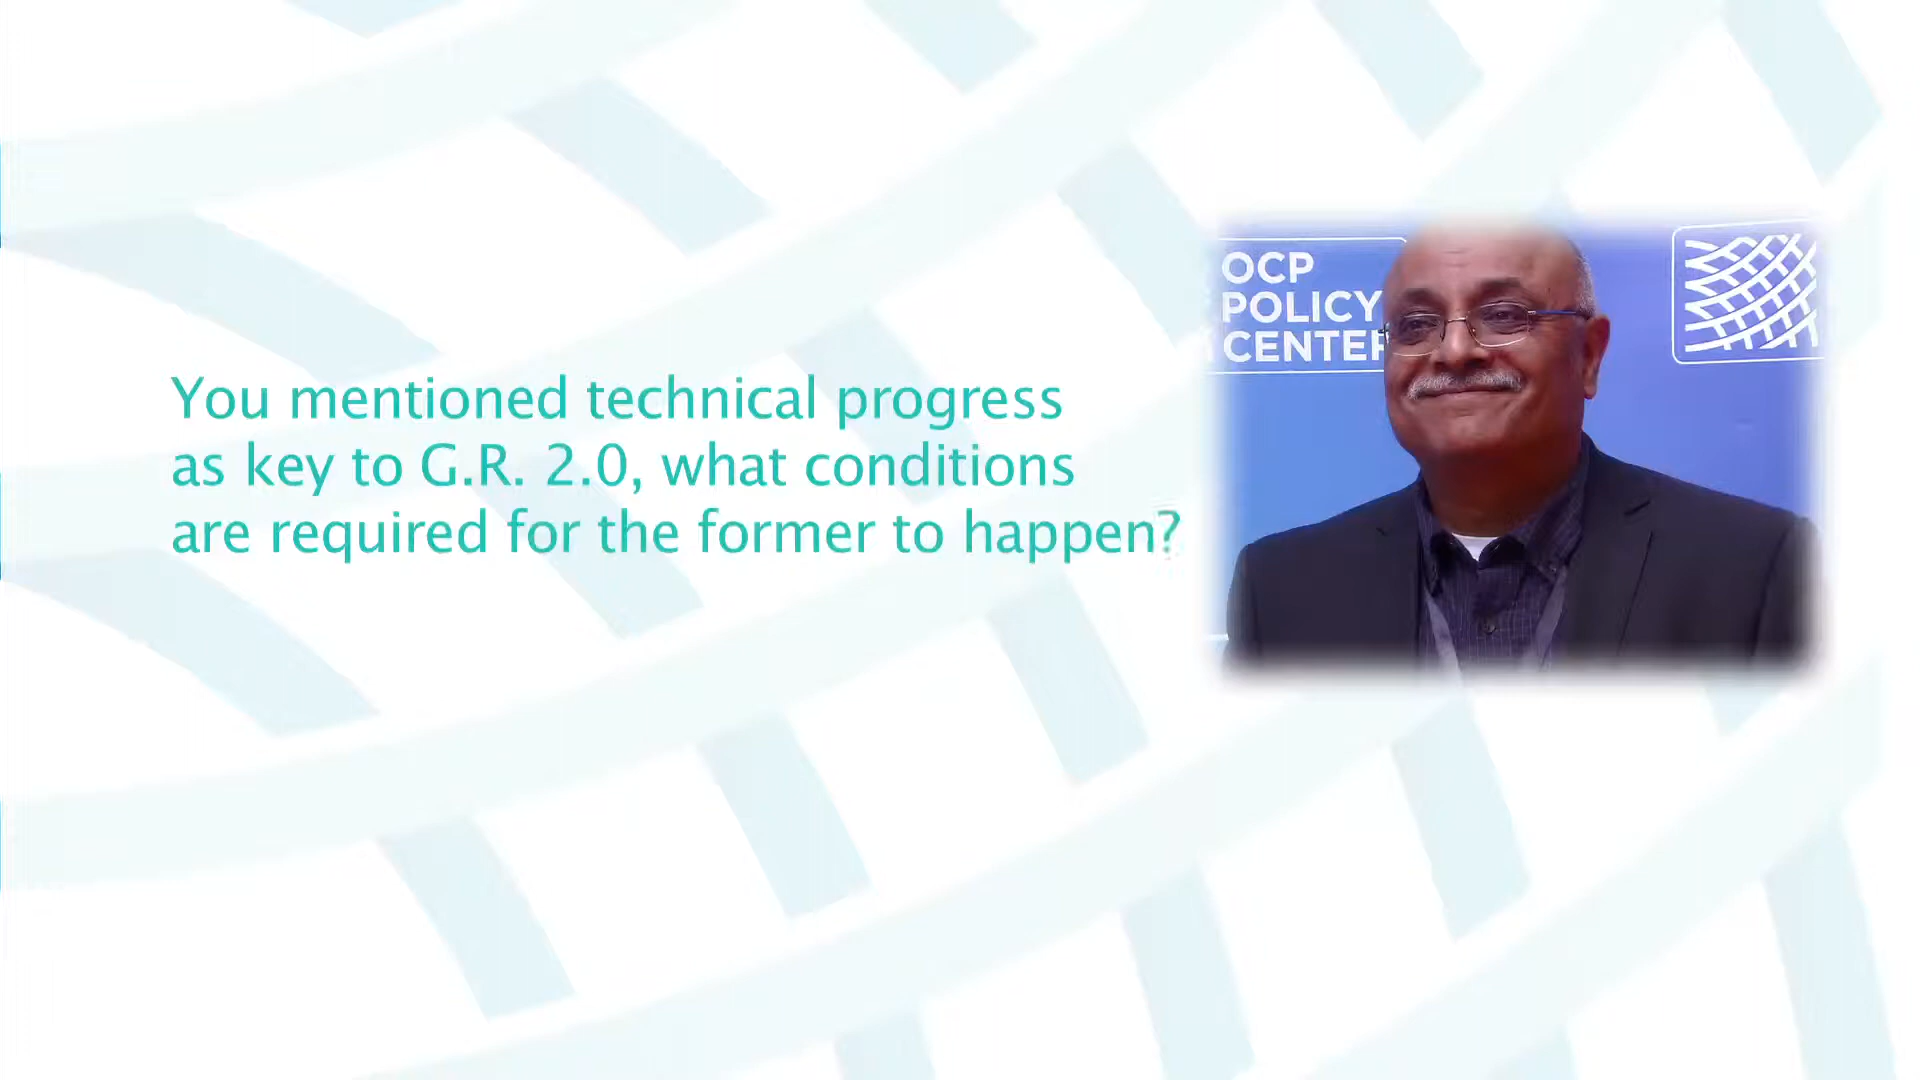 You mentioned technical progress
as key to G.R. 2.0, what conditions
are required for the former to happen?
OCP
POLICY
CENTER